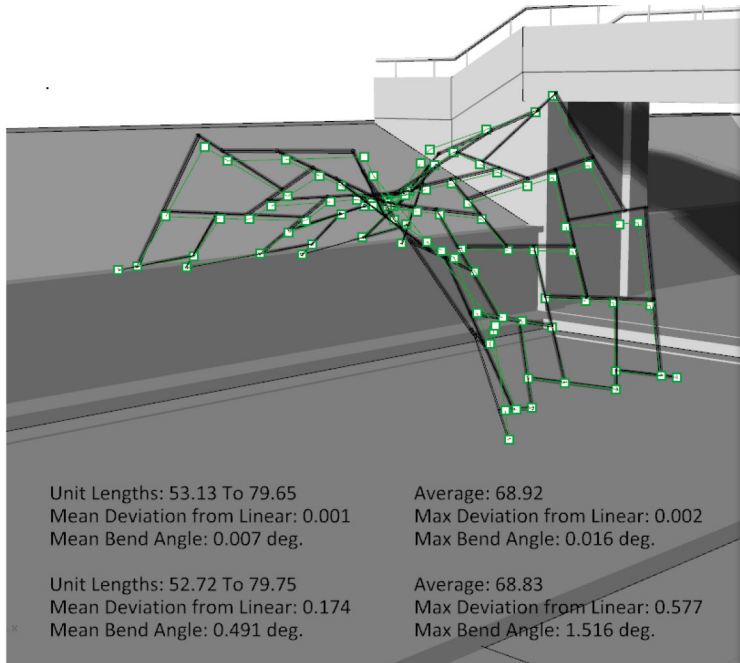 Unit Lengths: 53.13 To 79.65
Mean Deviation from Linear: 0.001
Mean Bend Angle: 0.007 deg.
Average: 68.92
Max Deviation from Linear: 0.002
Max Bend Angle: 0.016 deg.
Unit Lengths: 52.72 To 79.75
Mean Deviation from Linear: 0.174
Mean Bend Angle: 0.491 deg.
Average: 68.83
Max Deviation from Linear: 0.577
Max Bend Angle: 1.516 deg.